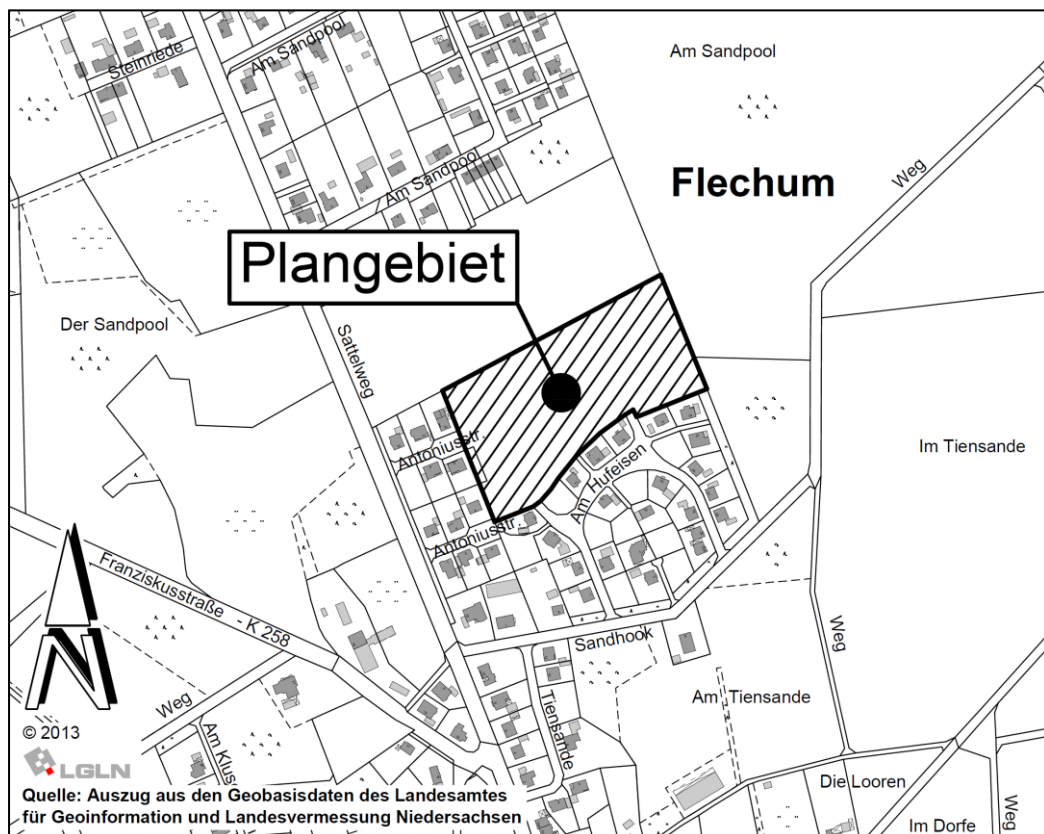 Steinriede
Am Sandpool
Am Sandpool
Weg
Flechum
Am Sandpool
Plangebiet
Der Sandpool
Sattelweg
Antoniusstr.
Am Hufeisen
Im Tiensande
Antoniusstr.
Franziskusstraße - K 258
Sandhook
Weg
Weg
Am Tiensande
Tiensande
N
© 2013
Am Klus
LGLN
Die Looren
Quelle: Auszug aus den Geobasisdaten des Landesamtes
für Geoinformation und Landesvermessung Niedersachsen
Im Dorfe
Weg